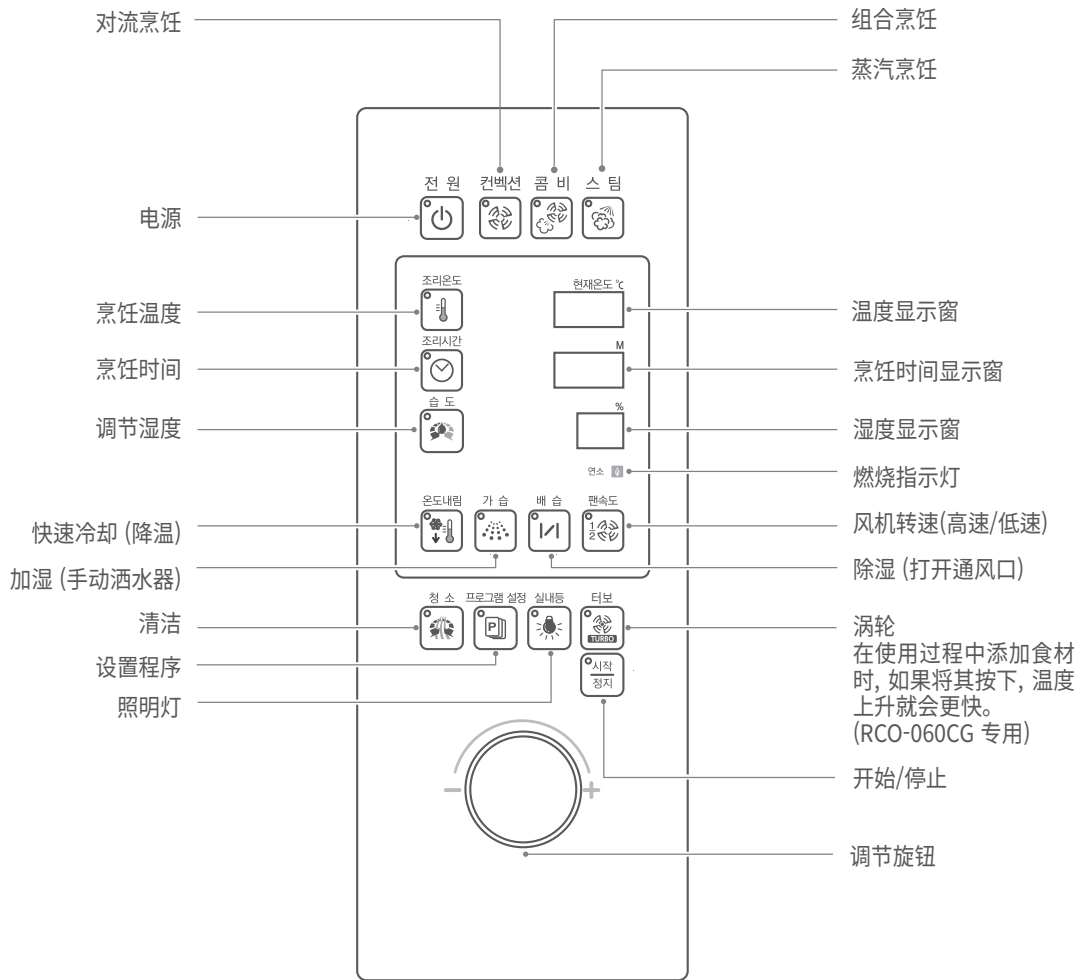 对流烹饪
组合烹饪
蒸汽烹饪
전 원 컨벡션 콤 비 스 팀
电源
조리온도 현재온도 ℃
烹饪温度
温度显示窗
조리시간 M
烹饪时间
烹饪时间显示窗
습 도 %
调节湿度
湿度显示窗
연소
燃烧指示灯
온도내림 가 습 배 습 팬속도
1
2
快速冷却 (降温)
风机转速(高速/低速)
加湿 (手动洒水器)
除湿 (打开通风口)
청 소 프로그램 설정 실내등 터보
P
TURBO
清洁
涡轮
在使用过程中添加食材
时, 如果将其按下, 温度
上升就会更快。
(RCO-060CG 专用)
设置程序
시작
정지
照明灯
开始/停止
− +
调节旋钮